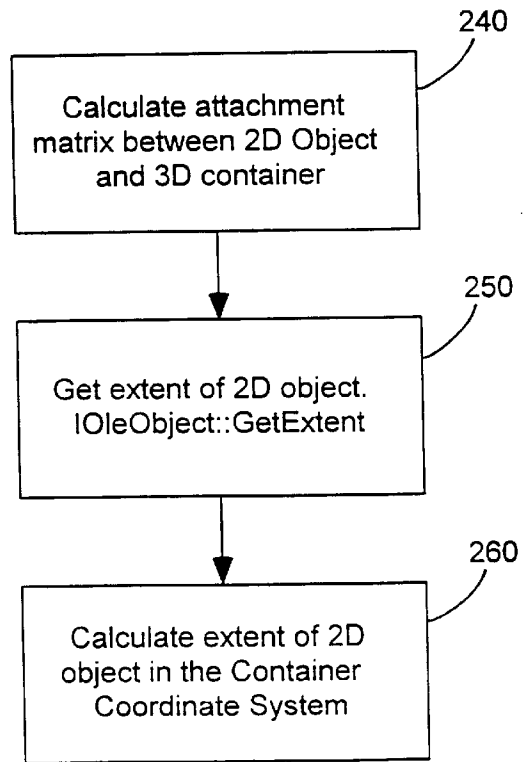 240
Calculate attachment
matrix between 2D Object
and 3D container
250
Get extent of 2D object.
IOleObject::GetExtent
260
Calculate extent of 2D
object in the Container
Coordinate System